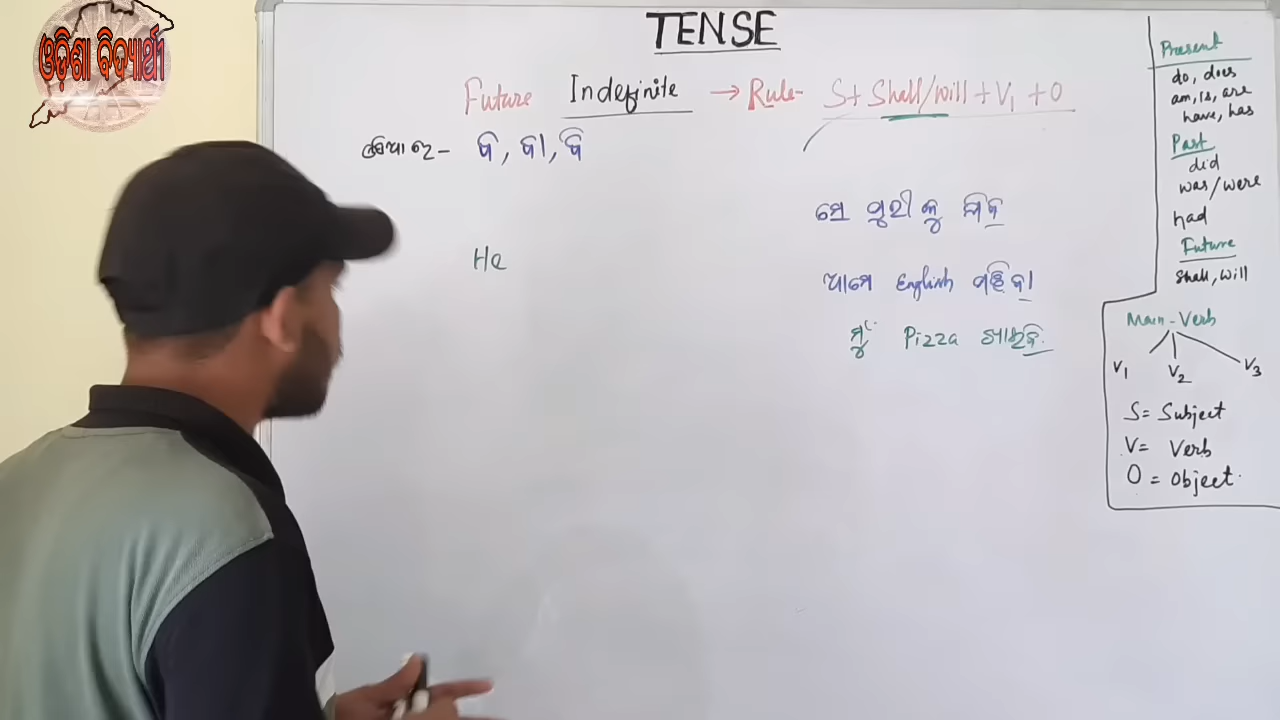 ଓଡ଼ିଶା ବିଦ୍ୟାର୍ଥୀ
TENSE
Future Indefinite → Rule- S+ Shall/will + V1 + O
ବ, ବା, ବି
ସେ ପୁରୀ କୁ ଯିବ
ଆମେ English ପଢ଼ିବା
ମୁଁ Pizza ଖାଇବି
He
Present
do, does
am, is, are
have, has
Past
did
was/were
had
Future
Shall, will
Main-Verb
V1 V2 V3
S= Subject
V= Verb
O = Object